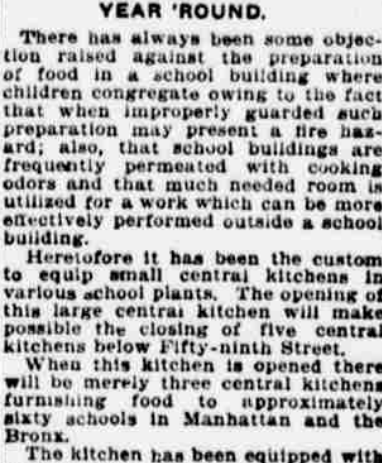 YEAR 'ROUND.
There has always been some objec-
tion raised against the preparation
of food in a school building where
children congregate owing to the fact
that when improperly guarded such
preparation may present a fire haz-
ard; also, that school buildings are
frequently permeated with cooking
odors and that much needed room is
utilized for a work which can be more
effectively performed outside a school
building.
Heretofore it has been the custom
to equip small central kitchens in
various school plants. The opening of
this large central kitchen will make
possible the closing of five central
kitchens below Fifty-ninth Street.
When this kitchen is opened there
will be merely three central kitchens
furnishing food to approximately
sixty schools in Manhattan and the
Bronx.
The kitchen has been equipped with